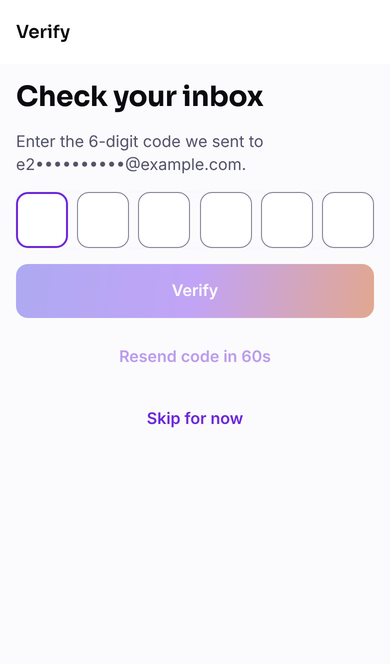 Verify
Check your inbox
Enter the 6-digit code we sent to
e2••••••••••@example.com.
Verify
Resend code in 60s
Skip for now